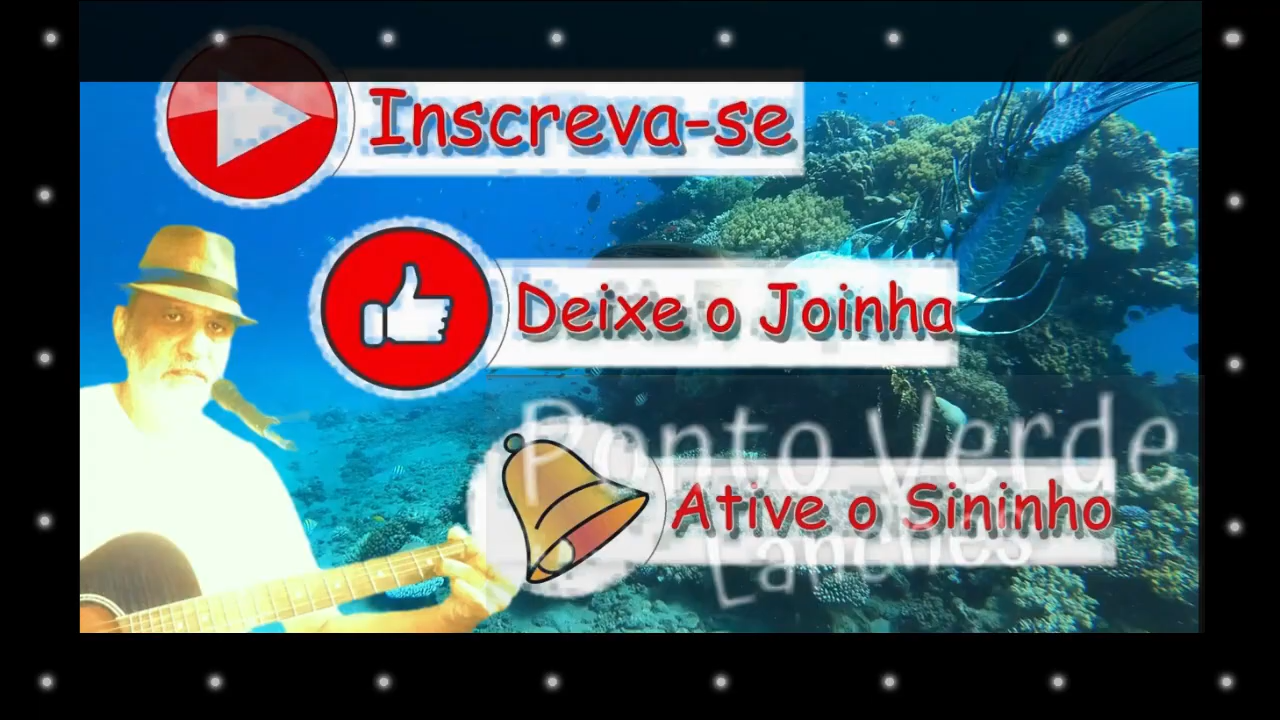 Inscreva-se
Deixe o Joinha
Ponto Verde
Ative o Sininho
Lanches